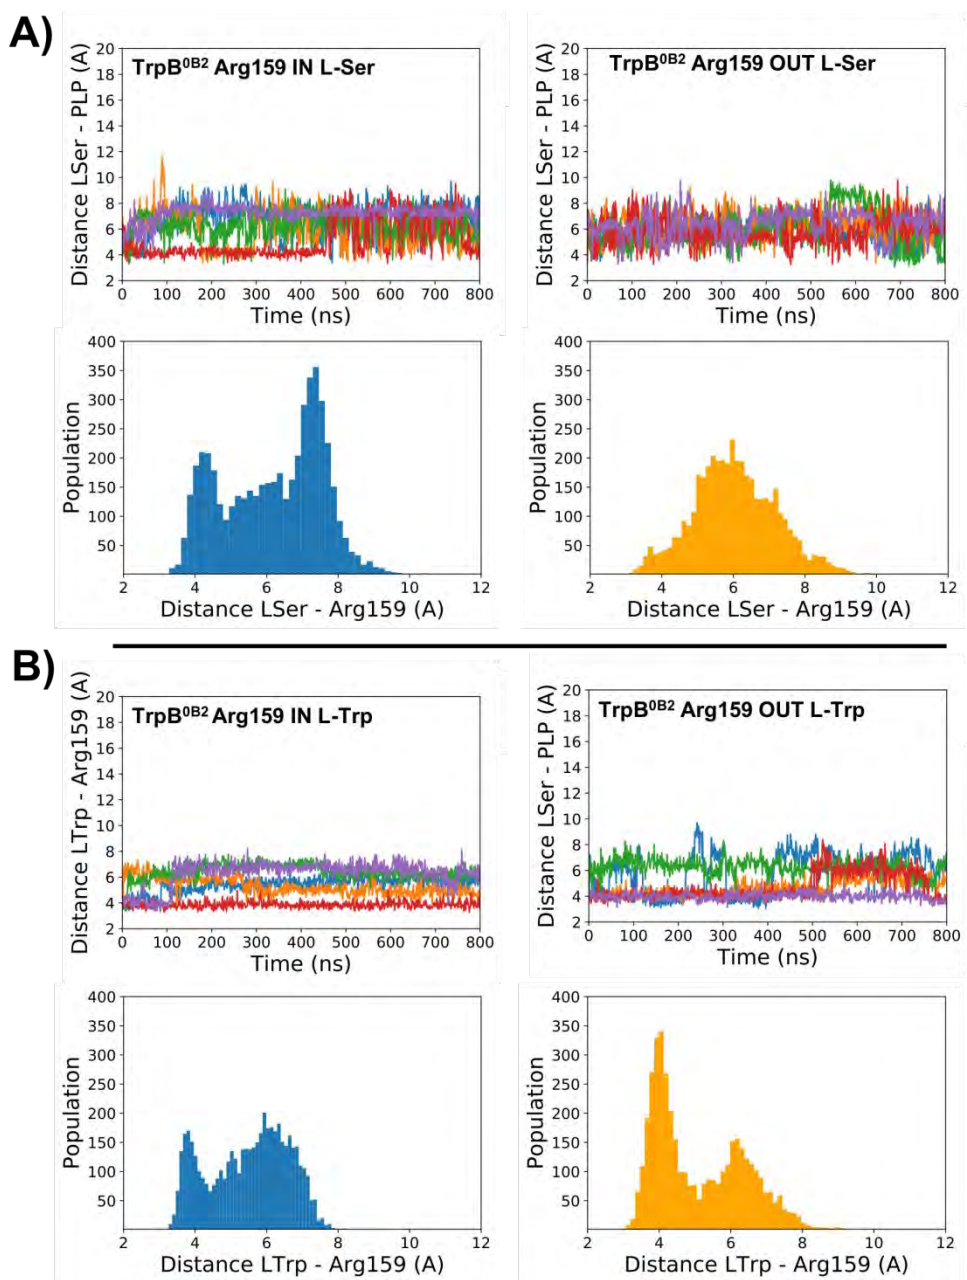 A)
Distance LSer - PLP (A)
20
18
16
14
12
10
8
6
4
2
TrpB0B2 Arg159 IN L-Ser
0 100 200 300 400 500 600 700 800
Time (ns)
Distance LSer - PLP (A)
20
18
16
14
12
10
8
6
4
2
TrpB0B2 Arg159 OUT L-Ser
0 100 200 300 400 500 600 700 800
Time (ns)
Population
400
350
300
250
200
150
100
50
2 4 6 8 10 12
Distance LSer - Arg159 (A)
Population
400
350
300
250
200
150
100
50
2 4 6 8 10 12
Distance LSer - Arg159 (A)
B)
Distance LTrp - Arg159 (A)
20
18
16
14
12
10
8
6
4
2
TrpB0B2 Arg159 IN L-Trp
0 100 200 300 400 500 600 700 800
Time (ns)
Distance LSer - PLP (A)
20
18
16
14
12
10
8
6
4
2
TrpB0B2 Arg159 OUT L-Trp
0 100 200 300 400 500 600 700 800
Time (ns)
Population
400
350
300
250
200
150
100
50
2 4 6 8 10 12
Distance LTrp - Arg159 (A)
Population
400
350
300
250
200
150
100
50
2 4 6 8 10 12
Distance LTrp - Arg159 (A)